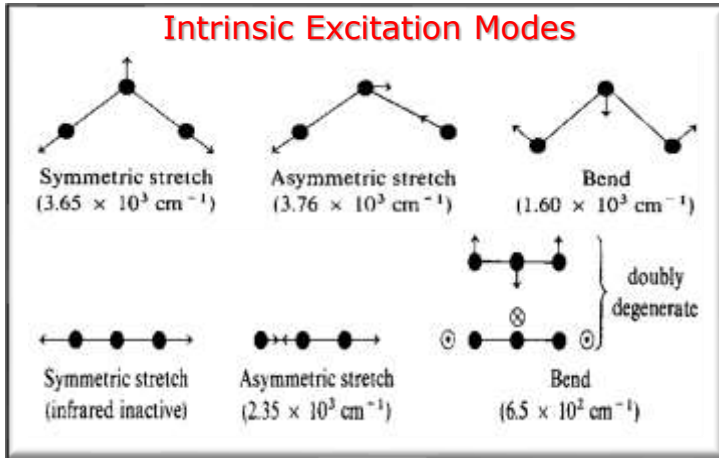 Intrinsic Excitation Modes
Symmetric stretch
(3.65 × 10³ cm⁻¹)
Asymmetric stretch
(3.76 × 10³ cm⁻¹)
Bend
(1.60 × 10³ cm⁻¹)
doubly
degenerate
Symmetric stretch
(infrared inactive)
Asymmetric stretch
(2.35 × 10³ cm⁻¹)
Bend
(6.5 × 10² cm⁻¹)